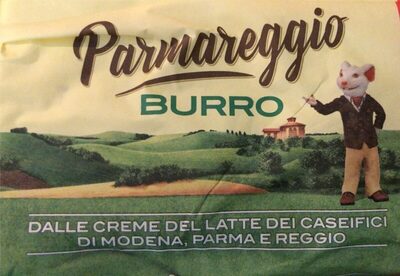 Parmareggio
BURRO
DALLE CREME DEL LATTE DEI CASEIFICI
DI MODENA, PARMA E REGGIO